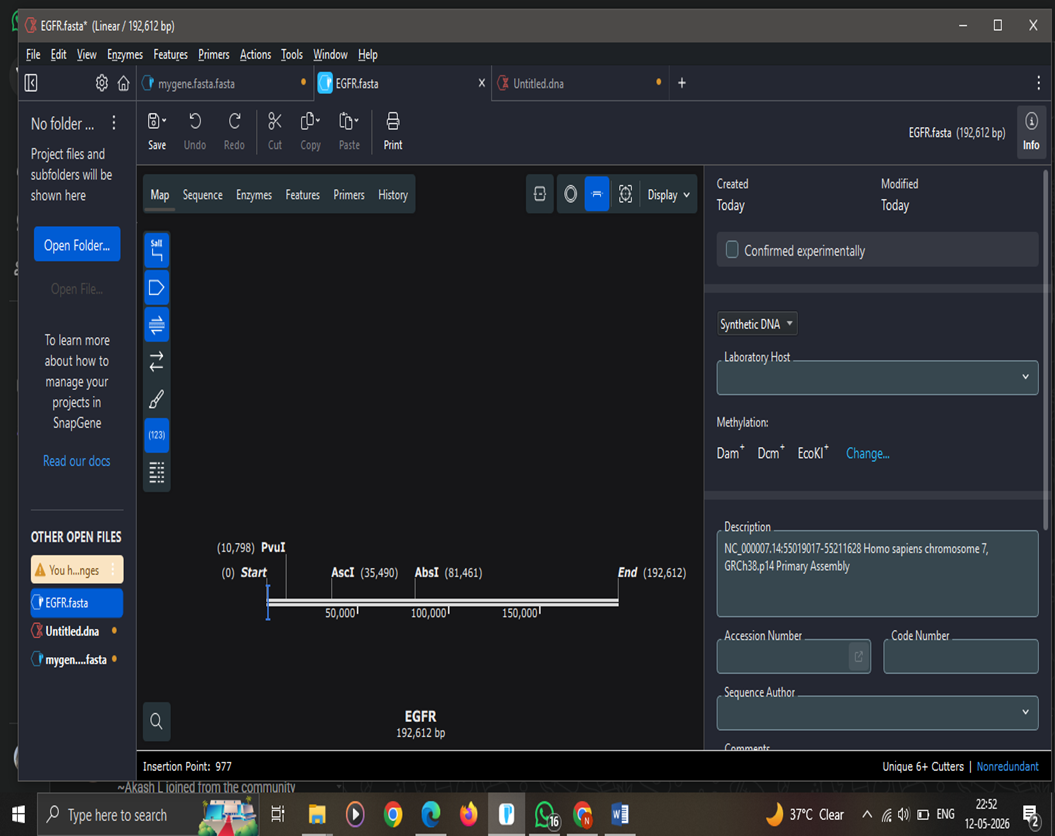 EGFR.fasta* (Linear / 192,612 bp)
File Edit View Enzymes Features Primers Actions Tools Window Help
mygene.fasta.fasta
EGFR.fasta
Untitled.dna
Save
Undo
Redo
Cut
Copy
Paste
Print
EGFR.fasta (192,612 bp)
Info
No folder ...
Project files and
subfolders will be
shown here
Open Folder...
Open File...
To learn more
about how to
manage your
projects in
SnapGene
Read our docs
OTHER OPEN FILES
You h...nges
EGFR.fasta
Untitled.dna
mygen....fasta
Map Sequence Enzymes Features Primers History
Display
SalI
(123)
(10,798) PvuI
(0) Start
AscI (35,490)
AbsI (81,461)
End (192,612)
50,000
100,000
150,000
EGFR
192,612 bp
Created
Modified
Today
Today
Confirmed experimentally
Synthetic DNA
Laboratory Host
Methylation:
Dam+ Dcm+ EcoKI+ Change...
Description
NC_000007.14:55019017-55211628 Homo sapiens chromosome 7,
GRCh38.p14 Primary Assembly
Accession Number
Code Number
Sequence Author
Comments
Insertion Point: 977
Unique 6+ Cutters | Nonredundant
~Akash L joined from the community
Type here to search
16
N
37°C Clear
ENG
22:52
12-05-2026
2